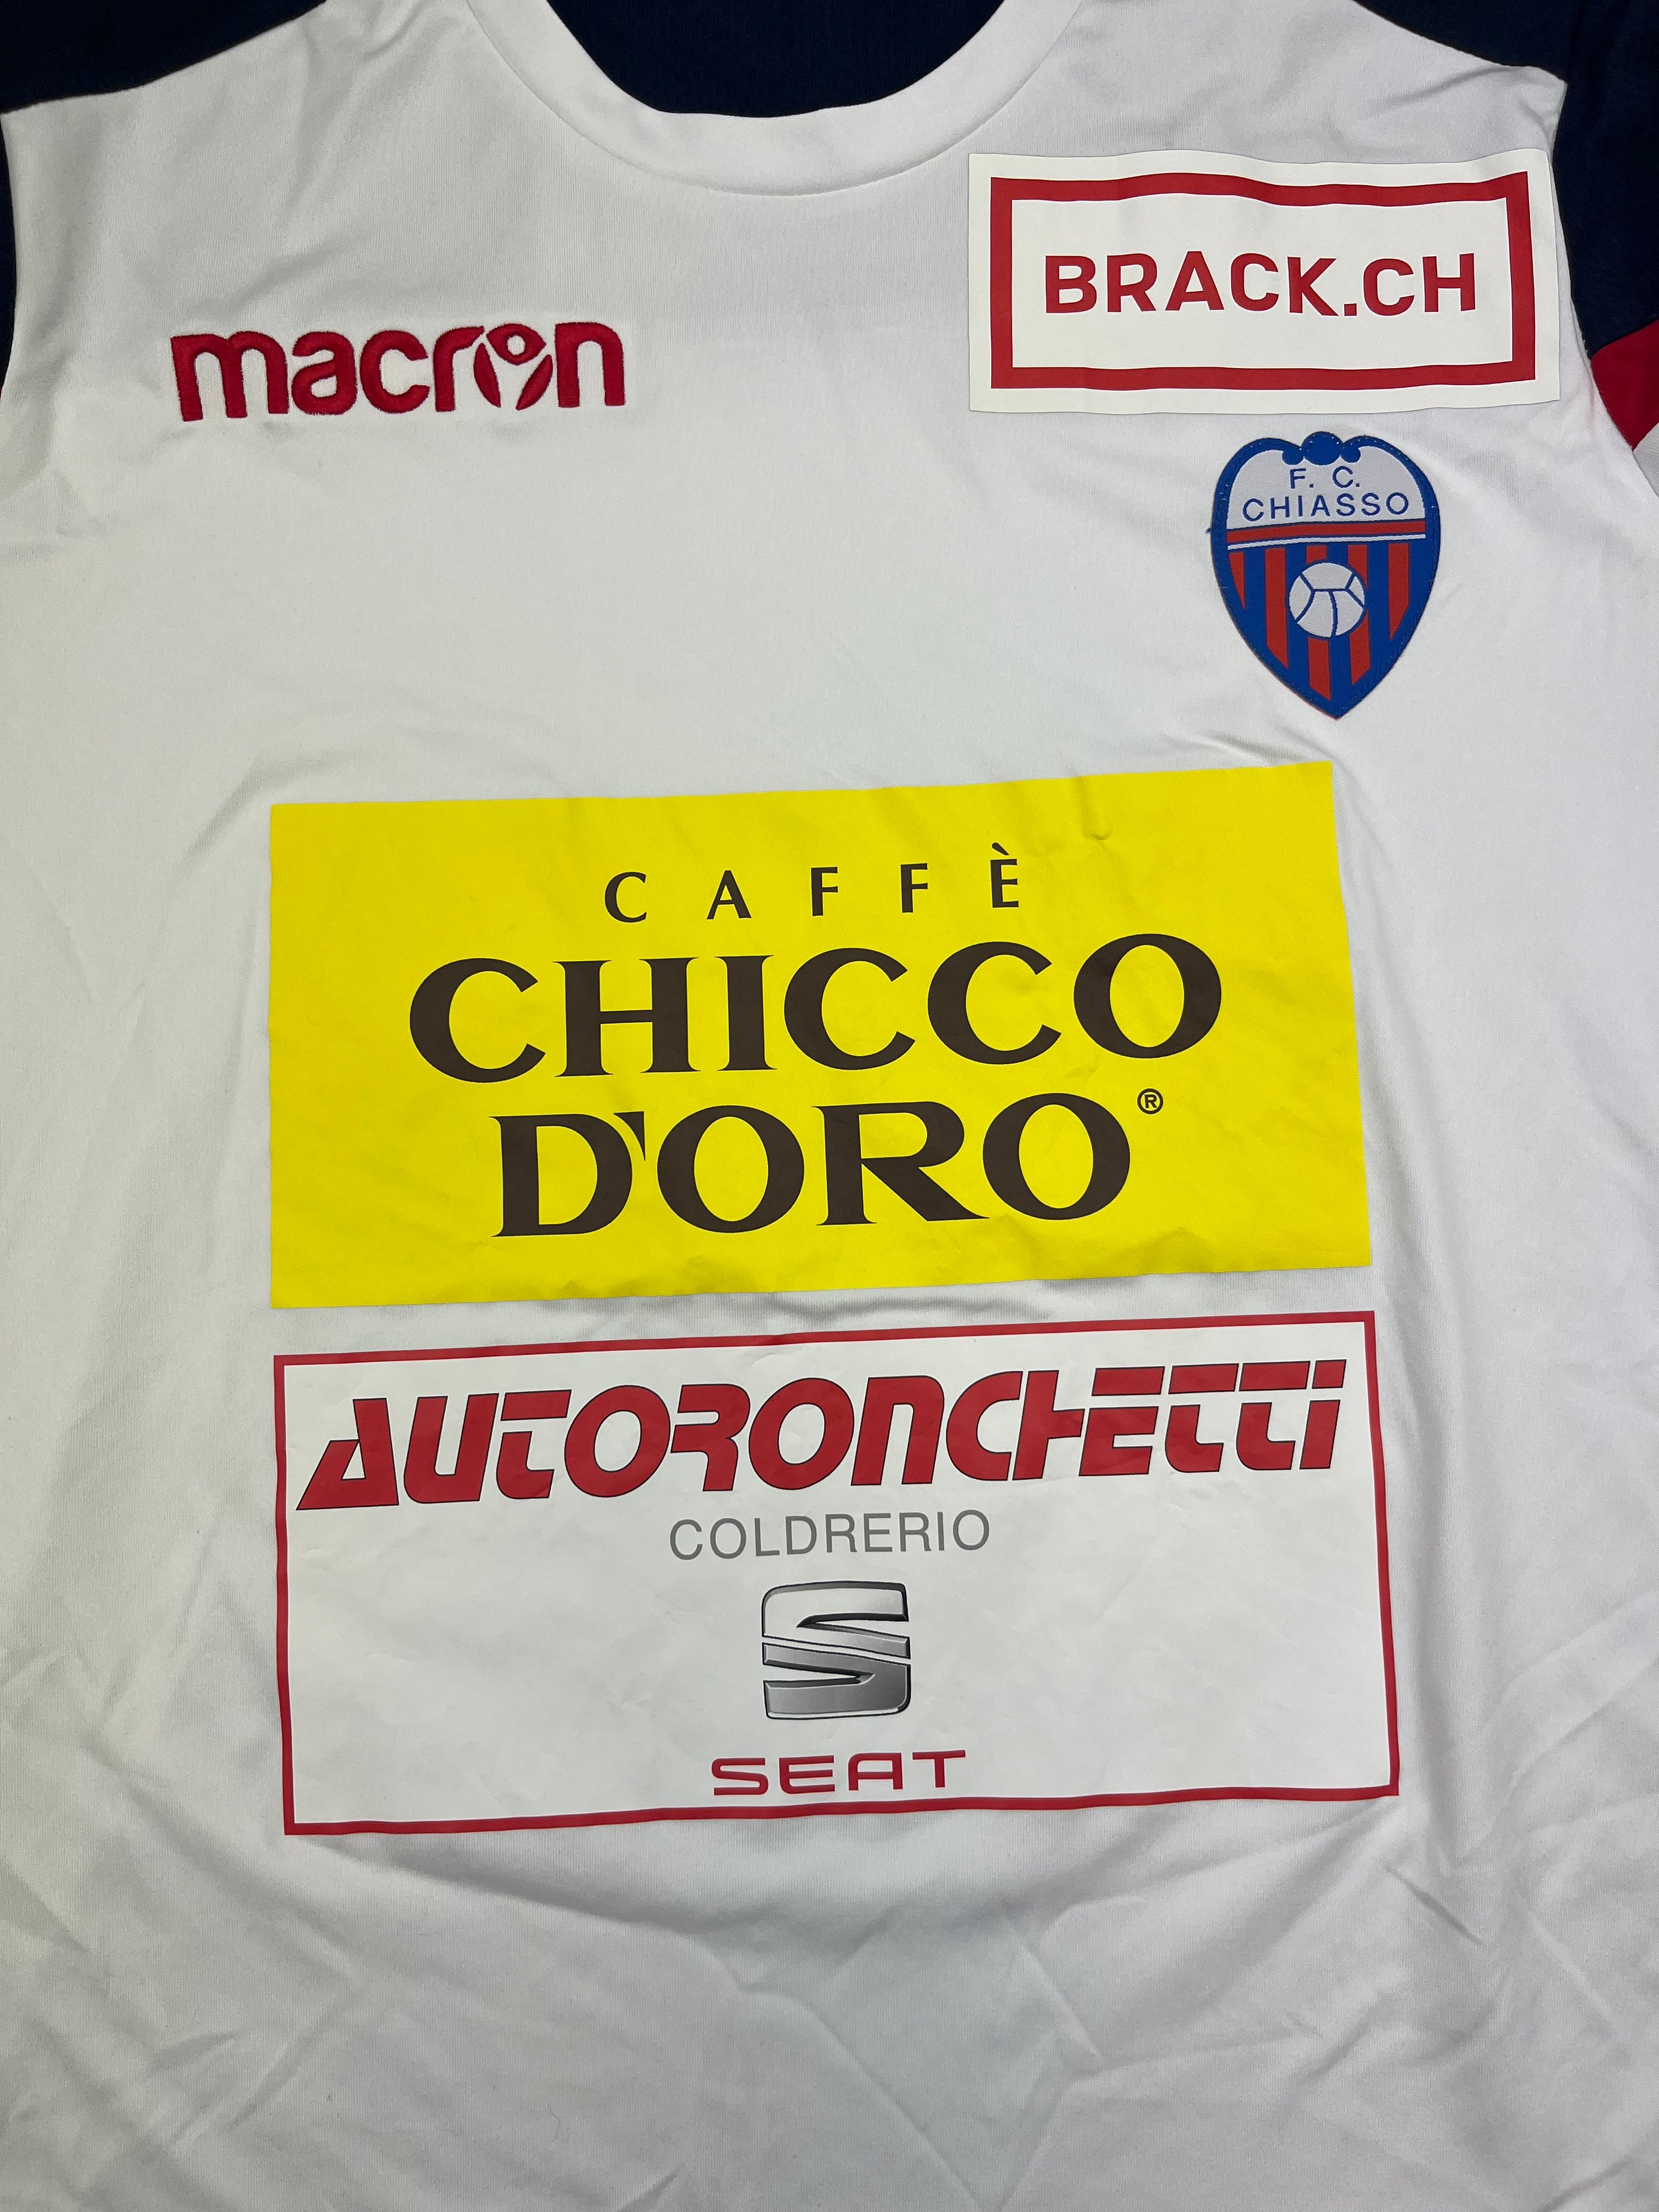 BRACK.CH
macron
F. C.
CHIASSO
CAFFÈ
CHICCO
D'ORO®
AUTORONCHETTI
COLDRERIO
S
SEAT